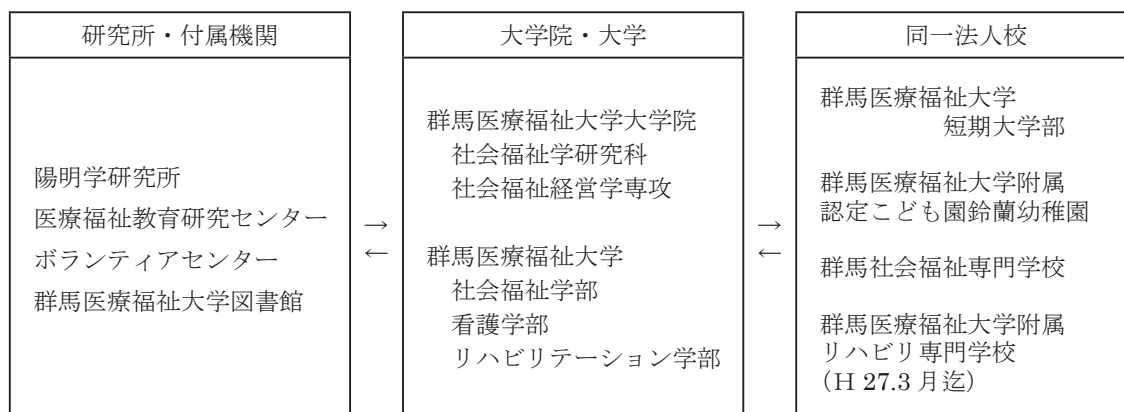 研究所・付属機関
陽明学研究所
医療福祉教育研究センター
ボランティアセンター
群馬医療福祉大学図書館
→
←
大学院・大学
群馬医療福祉大学大学院
社会福祉学研究科
社会福祉経営学専攻
群馬医療福祉大学
社会福祉学部
看護学部
リハビリテーション学部
→
←
同一法人校
群馬医療福祉大学
短期大学部
群馬医療福祉大学附属
認定こども園鈴蘭幼稚園
群馬社会福祉専門学校
群馬医療福祉大学附属
リハビリ専門学校
（H 27.3 月迄）